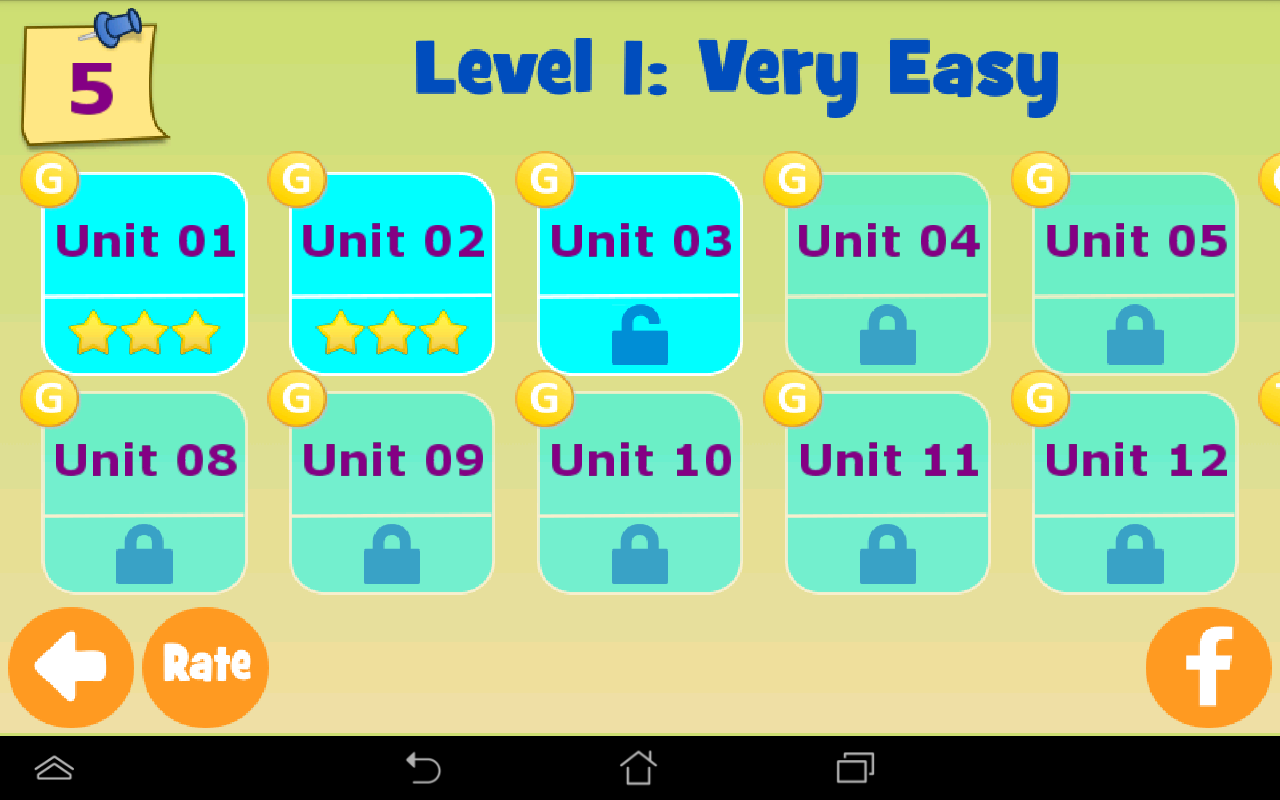 5
Level 1: Very Easy
G G G G G
Unit 01 Unit 02 Unit 03 Unit 04 Unit 05
G G G G G
Unit 08 Unit 09 Unit 10 Unit 11 Unit 12
Rate
f